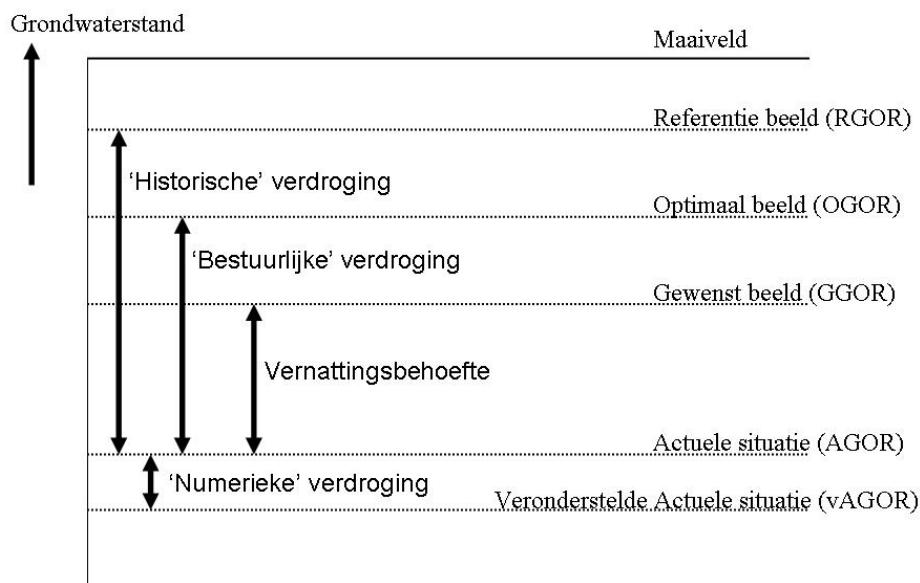 Grondwaterstand
Maaiveld
Referentie beeld (RGOR)
‘Historische’ verdroging
Optimaal beeld (OGOR)
‘Bestuurlijke’ verdroging
Gewenst beeld (GGOR)
Vernattingsbehoefte
Actuele situatie (AGOR)
‘Numerieke’ verdroging
Veronderstelde Actuele situatie (vAGOR)